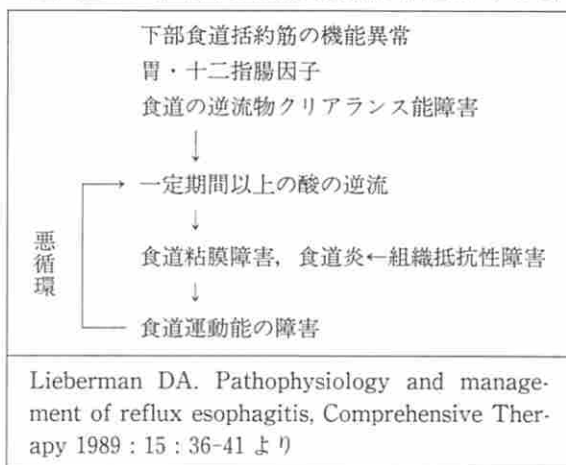 下部食道括約筋の機能異常
胃・十二指腸因子
食道の逆流物クリアランス能障害
↓
一定期間以上の酸の逆流
↓
悪循環
食道粘膜障害，食道炎←組織抵抗性障害
↓
食道運動能の障害
Lieberman DA. Pathophysiology and manage-
ment of reflux esophagitis, Comprehensive Ther-
apy 1989 : 15 : 36-41 より